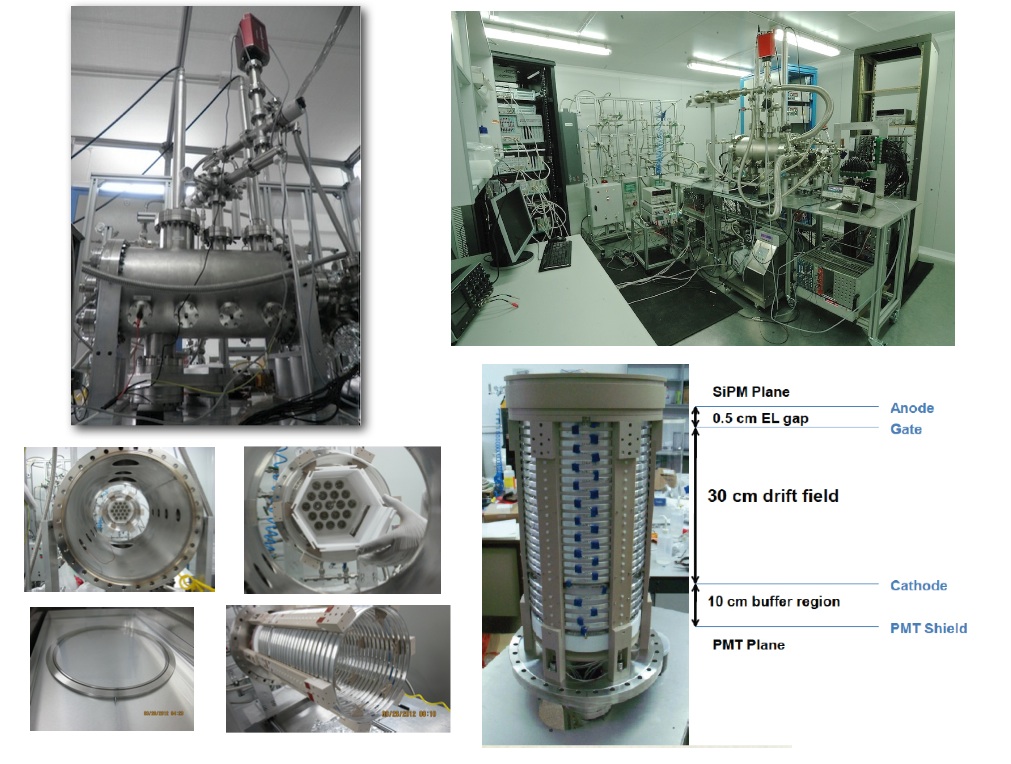 SiPM Plane
Anode
0.5 cm EL gap
Gate
30 cm drift field
Cathode
10 cm buffer region
PMT Shield
PMT Plane